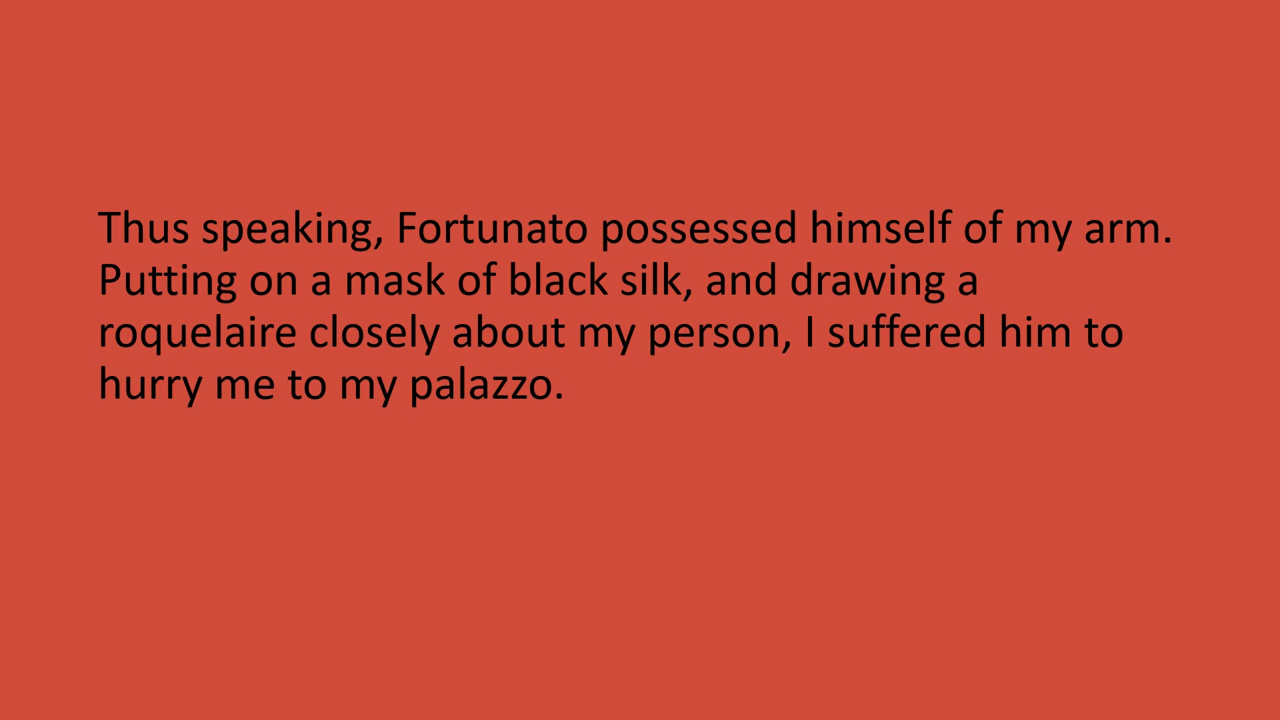 Thus speaking, Fortunato possessed himself of my arm.
Putting on a mask of black silk, and drawing a
roquelaire closely about my person, I suffered him to
hurry me to my palazzo.